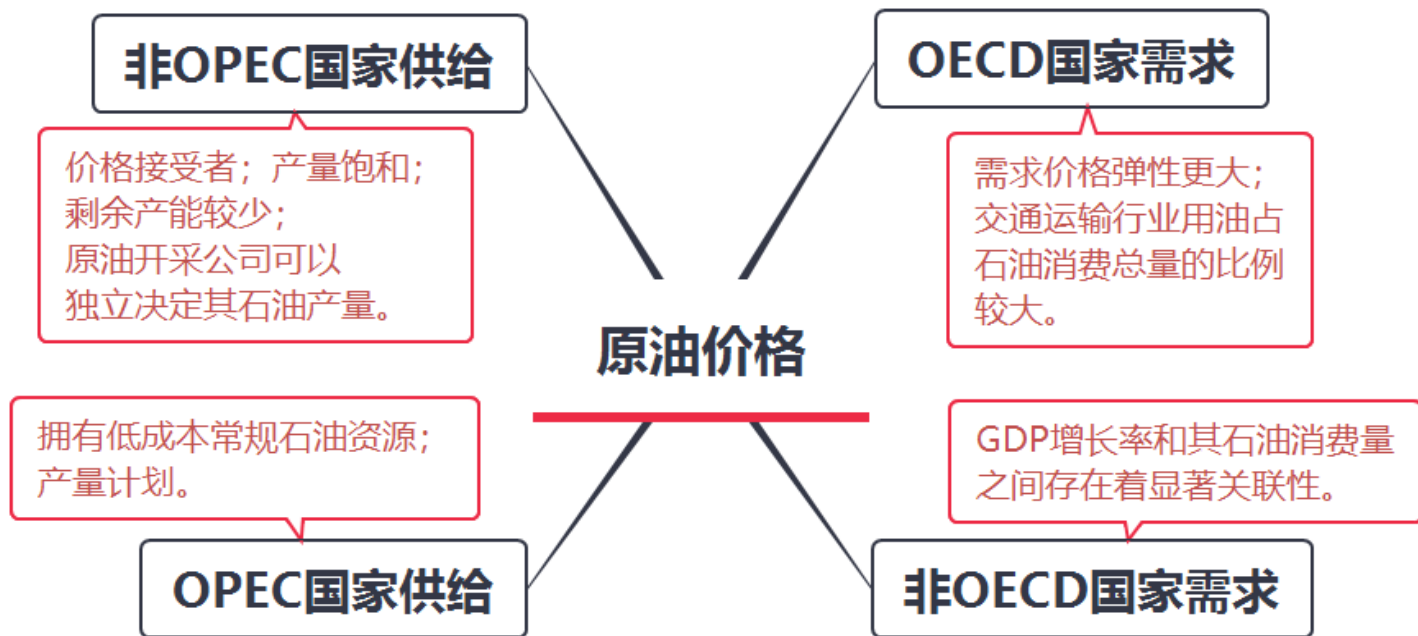 非OPEC国家供给
价格接受者；产量饱和；
剩余产能较少；
原油开采公司可以
独立决定其石油产量。
OECD国家需求
需求价格弹性更大；
交通运输行业用油占
石油消费总量的比例
较大。
原油价格
拥有低成本常规石油资源；
产量计划。
OPEC国家供给
GDP增长率和其石油消费量
之间存在着显著关联性。
非OECD国家需求